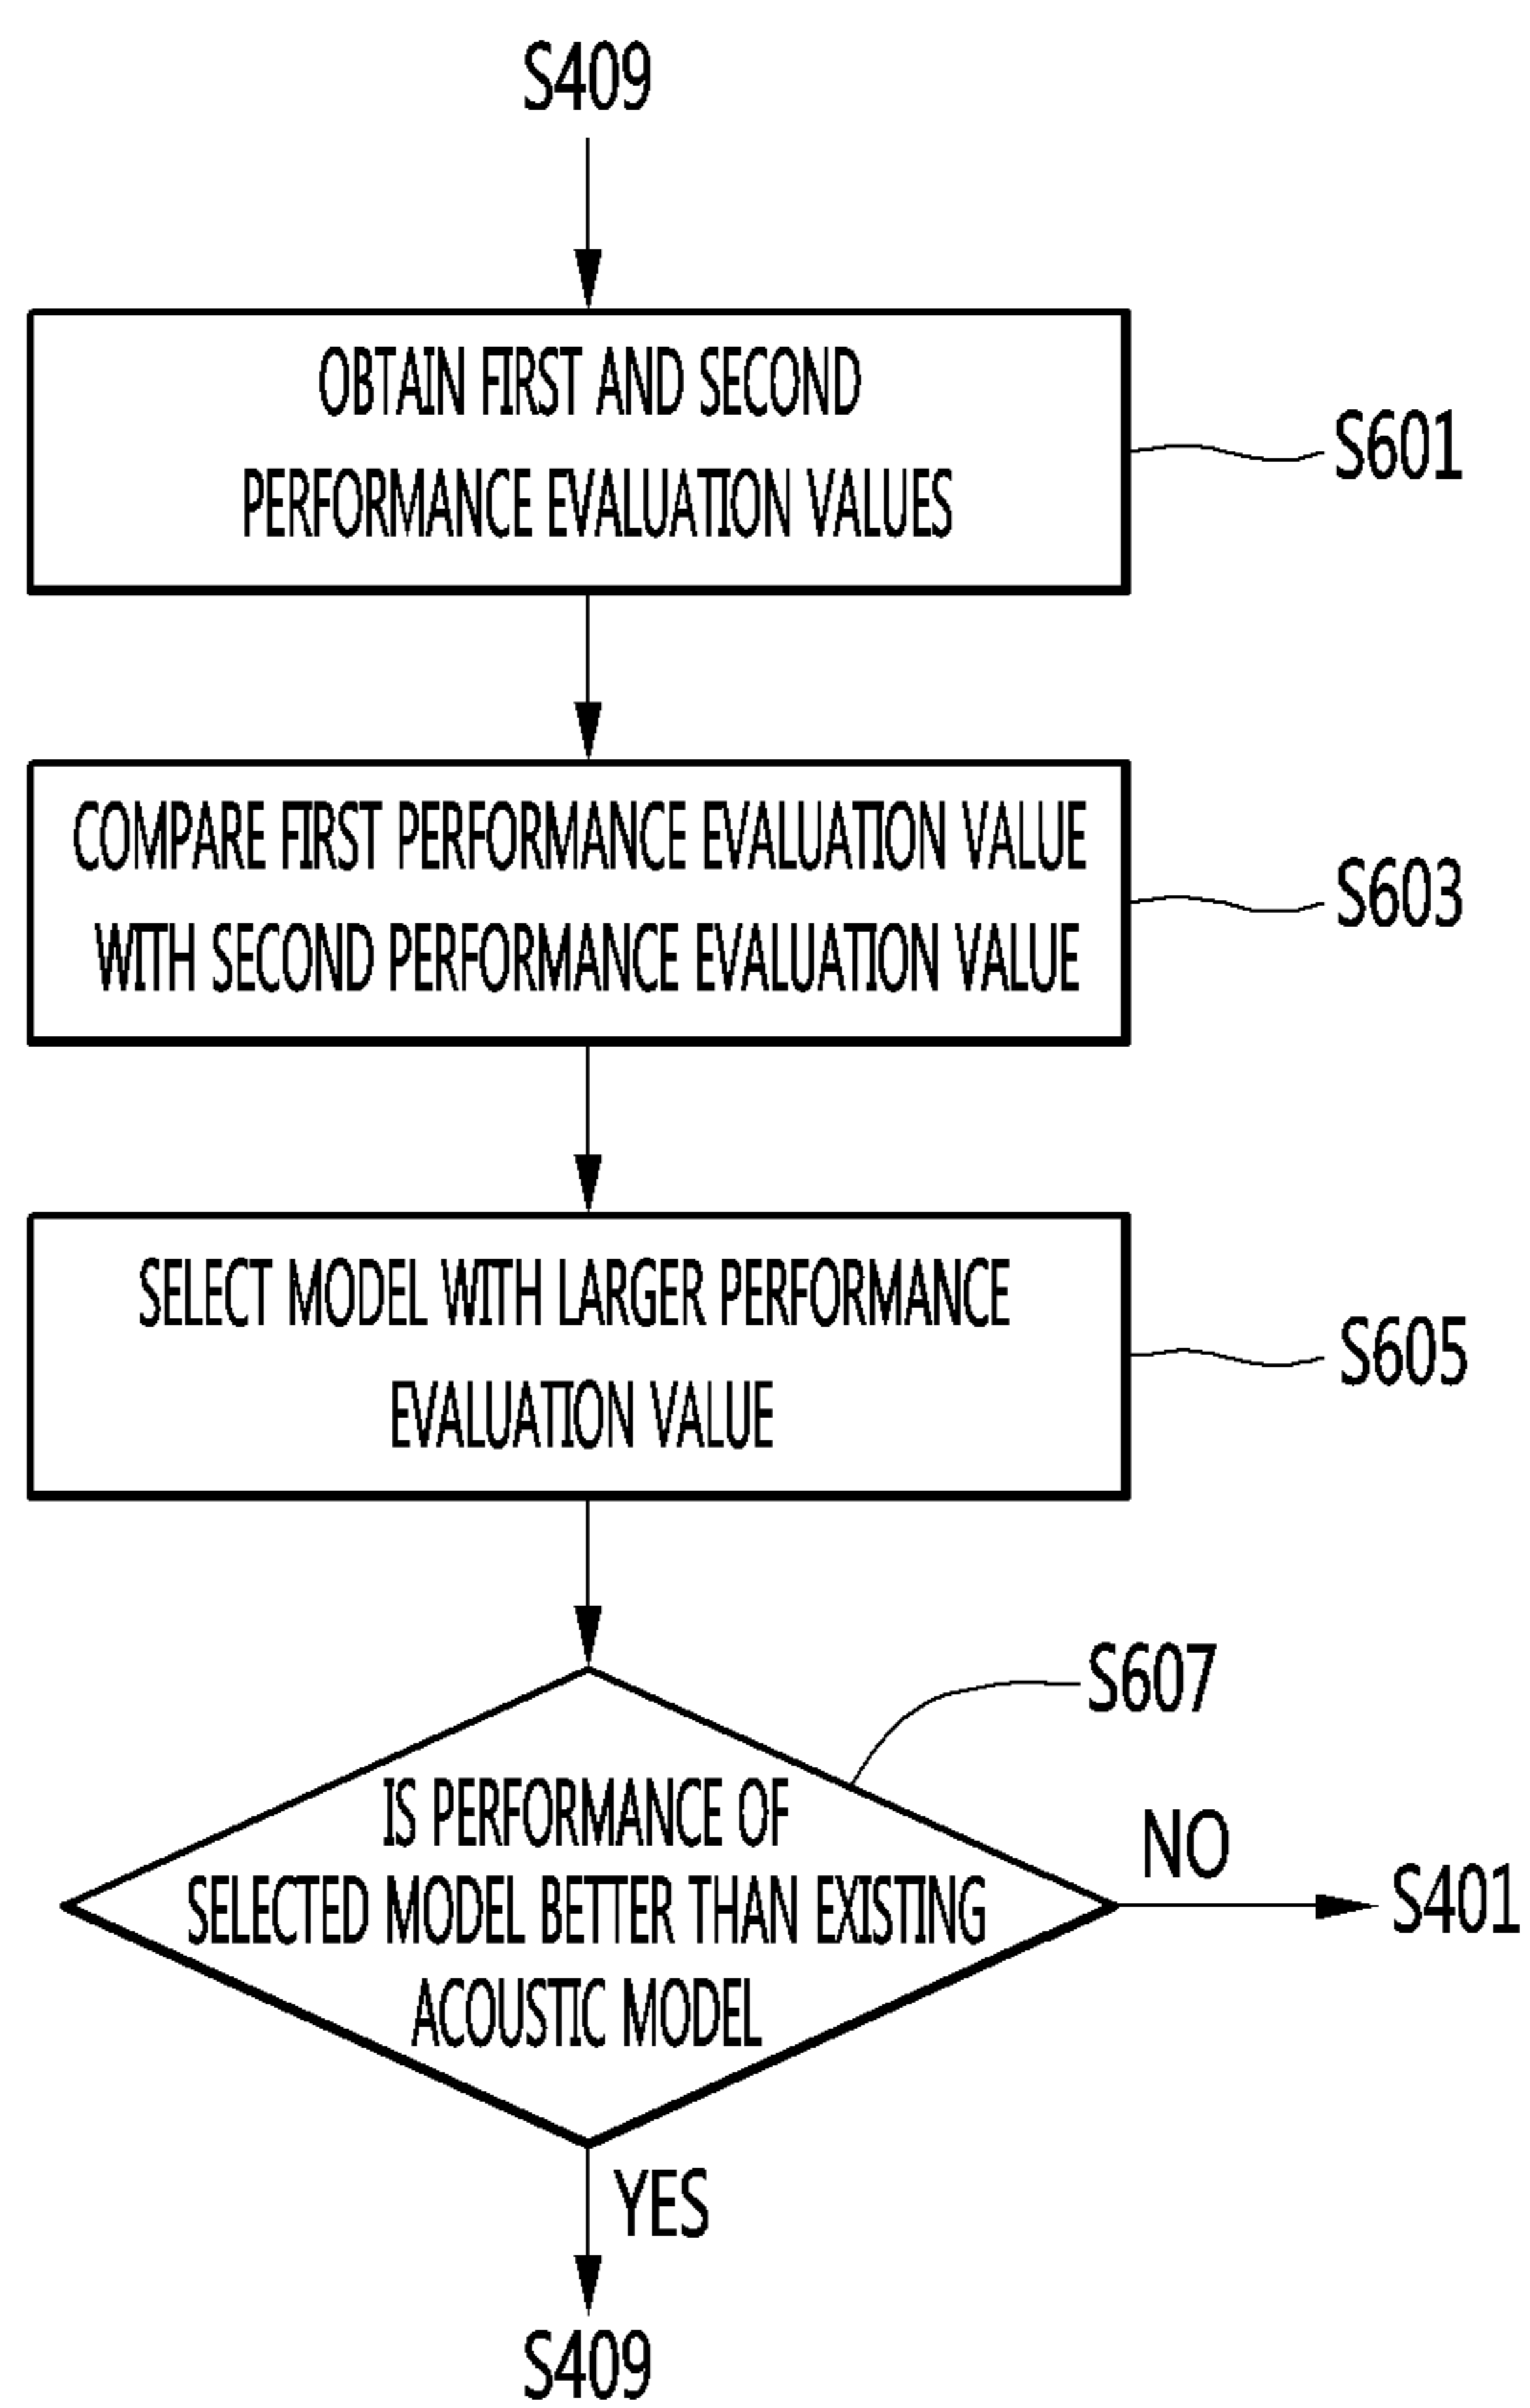 S409
OBTAIN FIRST AND SECOND
PERFORMANCE EVALUATION VALUES
S601
COMPARE FIRST PERFORMANCE EVALUATION VALUE
WITH SECOND PERFORMANCE EVALUATION VALUE
S603
SELECT MODEL WITH LARGER PERFORMANCE
EVALUATION VALUE
S605
S607
IS PERFORMANCE OF
SELECTED MODEL BETTER THAN EXISTING
ACOUSTIC MODEL
NO
S401
YES
S409